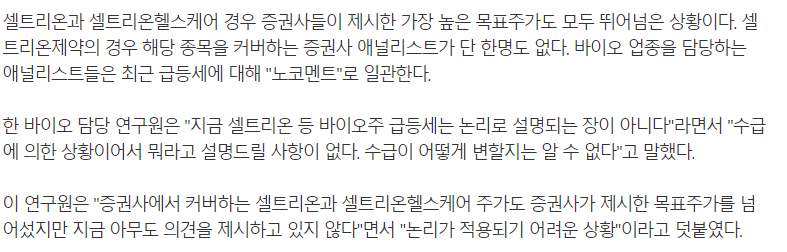 셀트리온과 셀트리온헬스케어 경우 증권사들이 제시한 가장 높은 목표주가도 모두 뛰어넘은 상황이다. 셀
트리온제약의 경우 해당 종목을 커버하는 증권사 애널리스트가 단 한명도 없다. 바이오 업종을 담당하는
애널리스트들은 최근 급등세에 대해 "노코멘트"로 일관한다.
한 바이오 담당 연구원은 "지금 셀트리온 등 바이오주 급등세는 논리로 설명되는 장이 아니다"라면서 "수급
에 의한 상황이어서 뭐라고 설명드릴 사항이 없다. 수급이 어떻게 변할지는 알 수 없다"고 말했다.
이 연구원은 "증권사에서 커버하는 셀트리온과 셀트리온헬스케어 주가도 증권사가 제시한 목표주가를 넘
어섰지만 지금 아무도 의견을 제시하고 있지 않다"면서 "논리가 적용되기 어려운 상황"이라고 덧붙였다.